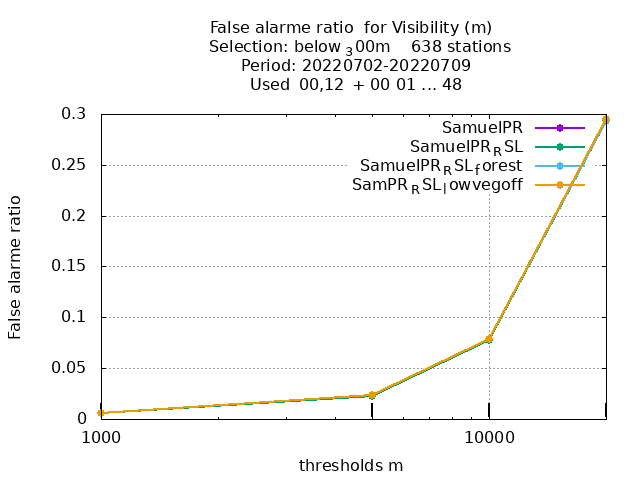 False alarme ratio  for Visibility (m)
Selection: below ₃00m    638 stations
Period: 20220702-20220709
Used  00,12  + 00 01 ... 48
0.3
0.25
0.2
0.15
0.1
0.05
0
False alarme ratio
SamuelPR
SamuelPR_RSL
SamuelPR_RSL_forest
SamPR_RSL_lowvegoff
1000
10000
thresholds m